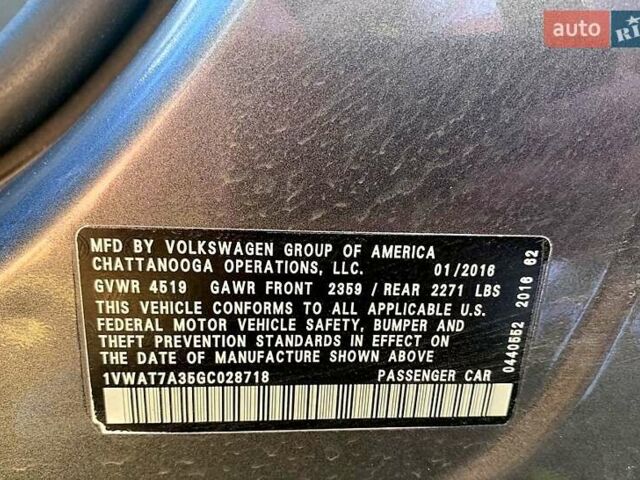 auto RIA
MFD BY VOLKSWAGEN GROUP OF AMERICA
CHATTANOOGA OPERATIONS, LLC. 01/2016
GVWR 4519 GAWR FRONT 2359 / REAR 2271 LBS
THIS VEHICLE CONFORMS TO ALL APPLICABLE U.S.
FEDERAL MOTOR VEHICLE SAFETY, BUMPER AND
THEFT PREVENTION STANDARDS IN EFFECT ON
THE DATE OF MANUFACTURE SHOWN ABOVE
1VWAT7A35GC028718 PASSENGER CAR
0440552 2016 62